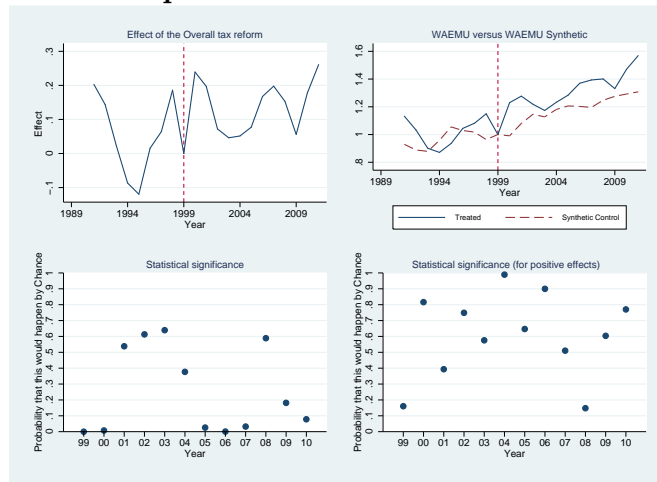 Effect of the Overall tax reform
Effect
-.1 0 .1 .2 .3
1989 1994 1999 2004 2009
Year
WAEMU versus WAEMU Synthetic
.8 1 1.2 1.4 1.6
1989 1994 1999 2004 2009
Year
Treated Synthetic Control
Statistical significance
Probability that this would happen by Chance
0 .1 .2 .3 .4 .5 .6 .7 .8 .9 1
99 00 01 02 03 04 05 06 07 08 09 10
Year
Statistical significance (for positive effects)
Probability that this would happen by Chance
0 .1 .2 .3 .4 .5 .6 .7 .8 .9 1
99 00 01 02 03 04 05 06 07 08 09 10
Year